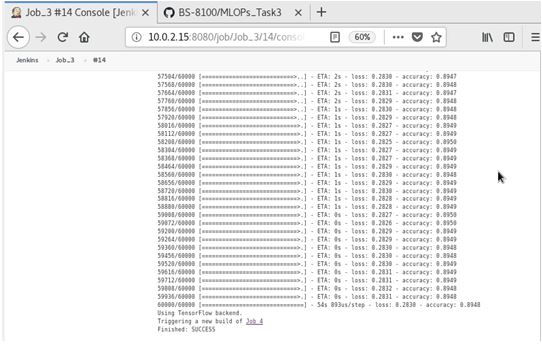 Job_3 #14 Console [Jenk
BS-8100/MLOPs_Task3
10.0.2.15:8080/job/Job_3/14/conso
60%
Jenkins › Job_3 › #14
57504/60000 [===========================>..] - ETA: 2s - loss: 0.2830 - accuracy: 0.8947
57568/60000 [===========================>..] - ETA: 2s - loss: 0.2830 - accuracy: 0.8948
57664/60000 [===========================>..] - ETA: 2s - loss: 0.2831 - accuracy: 0.8947
57760/60000 [===========================>..] - ETA: 2s - loss: 0.2829 - accuracy: 0.8948
57856/60000 [===========================>..] - ETA: 1s - loss: 0.2830 - accuracy: 0.8948
57920/60000 [===========================>..] - ETA: 1s - loss: 0.2829 - accuracy: 0.8948
58016/60000 [============================>.] - ETA: 1s - loss: 0.2827 - accuracy: 0.8949
58112/60000 [============================>.] - ETA: 1s - loss: 0.2827 - accuracy: 0.8949
58208/60000 [============================>.] - ETA: 1s - loss: 0.2825 - accuracy: 0.8950
58304/60000 [============================>.] - ETA: 1s - loss: 0.2827 - accuracy: 0.8949
58368/60000 [============================>.] - ETA: 1s - loss: 0.2827 - accuracy: 0.8949
58464/60000 [============================>.] - ETA: 1s - loss: 0.2829 - accuracy: 0.8949
58560/60000 [============================>.] - ETA: 1s - loss: 0.2830 - accuracy: 0.8948
58656/60000 [============================>.] - ETA: 1s - loss: 0.2829 - accuracy: 0.8949
58720/60000 [============================>.] - ETA: 1s - loss: 0.2830 - accuracy: 0.8948
58816/60000 [============================>.] - ETA: 1s - loss: 0.2828 - accuracy: 0.8949
58880/60000 [============================>.] - ETA: 1s - loss: 0.2828 - accuracy: 0.8949
59008/60000 [============================>.] - ETA: 0s - loss: 0.2827 - accuracy: 0.8950
59072/60000 [============================>.] - ETA: 0s - loss: 0.2826 - accuracy: 0.8950
59200/60000 [============================>.] - ETA: 0s - loss: 0.2829 - accuracy: 0.8949
59264/60000 [============================>.] - ETA: 0s - loss: 0.2829 - accuracy: 0.8949
59360/60000 [============================>.] - ETA: 0s - loss: 0.2830 - accuracy: 0.8948
59456/60000 [============================>.] - ETA: 0s - loss: 0.2830 - accuracy: 0.8948
59520/60000 [============================>.] - ETA: 0s - loss: 0.2830 - accuracy: 0.8949
59616/60000 [============================>.] - ETA: 0s - loss: 0.2831 - accuracy: 0.8949
59712/60000 [============================>.] - ETA: 0s - loss: 0.2831 - accuracy: 0.8949
59808/60000 [============================>.] - ETA: 0s - loss: 0.2832 - accuracy: 0.8948
59936/60000 [============================>.] - ETA: 0s - loss: 0.2831 - accuracy: 0.8948
60000/60000 [==============================] - 54s 893us/step - loss: 0.2830 - accuracy: 0.8948
Using TensorFlow backend.
Triggering a new build of Job_4
Finished: SUCCESS